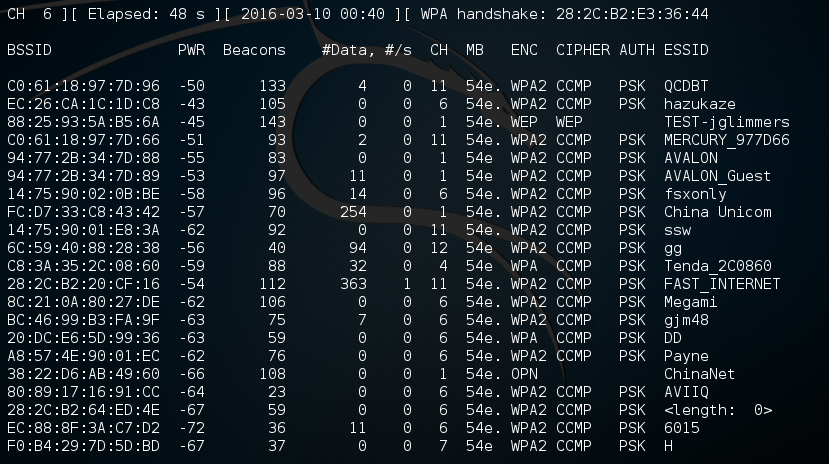 CH  6 ][ Elapsed: 48 s ][ 2016-03-10 00:40 ][ WPA handshake: 28:2C:B2:E3:36:44
BSSID              PWR  Beacons    #Data, #/s  CH  MB   ENC  CIPHER AUTH ESSID
C0:61:18:97:7D:96  -50      133        4    0  11  54e. WPA2 CCMP   PSK  QCDBT
EC:26:CA:1C:1D:C8  -43      105        0    0   6  54e. WPA2 CCMP   PSK  hazukaze
88:25:93:5A:B5:6A  -45      143        0    0   1  54e. WEP  WEP         TEST-jglimmers
C0:61:18:97:7D:66  -51       93        2    0  11  54e. WPA2 CCMP   PSK  MERCURY_977D66
94:77:2B:34:7D:88  -55       83        0    0   1  54e  WPA2 CCMP   PSK  AVALON
94:77:2B:34:7D:89  -53       97       11    0   1  54e  WPA2 CCMP   PSK  AVALON_Guest
14:75:90:02:0B:BE  -58       96       14    0   6  54e. WPA2 CCMP   PSK  fsxonly
FC:D7:33:C8:43:42  -57       70      254    0   1  54e. WPA2 CCMP   PSK  China Unicom
14:75:90:01:E8:3A  -62       92        0    0  11  54e. WPA2 CCMP   PSK  ssw
6C:59:40:88:28:38  -56       40       94    0  12  54e. WPA2 CCMP   PSK  gg
C8:3A:35:2C:08:60  -59       88       32    0   4  54e  WPA  CCMP   PSK  Tenda_2C0860
28:2C:B2:20:CF:16  -54      112      363    1  11  54e. WPA2 CCMP   PSK  FAST_INTERNET
8C:21:0A:80:27:DE  -62      106        0    0   6  54e. WPA2 CCMP   PSK  Megami
BC:46:99:B3:FA:9F  -63       75        7    0   6  54e. WPA2 CCMP   PSK  gjm48
20:DC:E6:5D:99:36  -63       59        0    0   6  54e. WPA  CCMP   PSK  DD
A8:57:4E:90:01:EC  -62       76        0    0   6  54e. WPA2 CCMP   PSK  Payne
38:22:D6:AB:49:60  -66      108        0    0   1  54e. OPN              ChinaNet
80:89:17:16:91:CC  -64       23        0    0   6  54e. WPA2 CCMP   PSK  AVIIQ
28:2C:B2:64:ED:4E  -67       59        0    0   6  54e. WPA2 CCMP   PSK  <length:  0>
EC:88:8F:3A:C7:D2  -72       36       11    0   6  54e. WPA2 CCMP   PSK  6015
F0:B4:29:7D:5D:BD  -67       37        0    0   7  54e  WPA2 CCMP   PSK  H